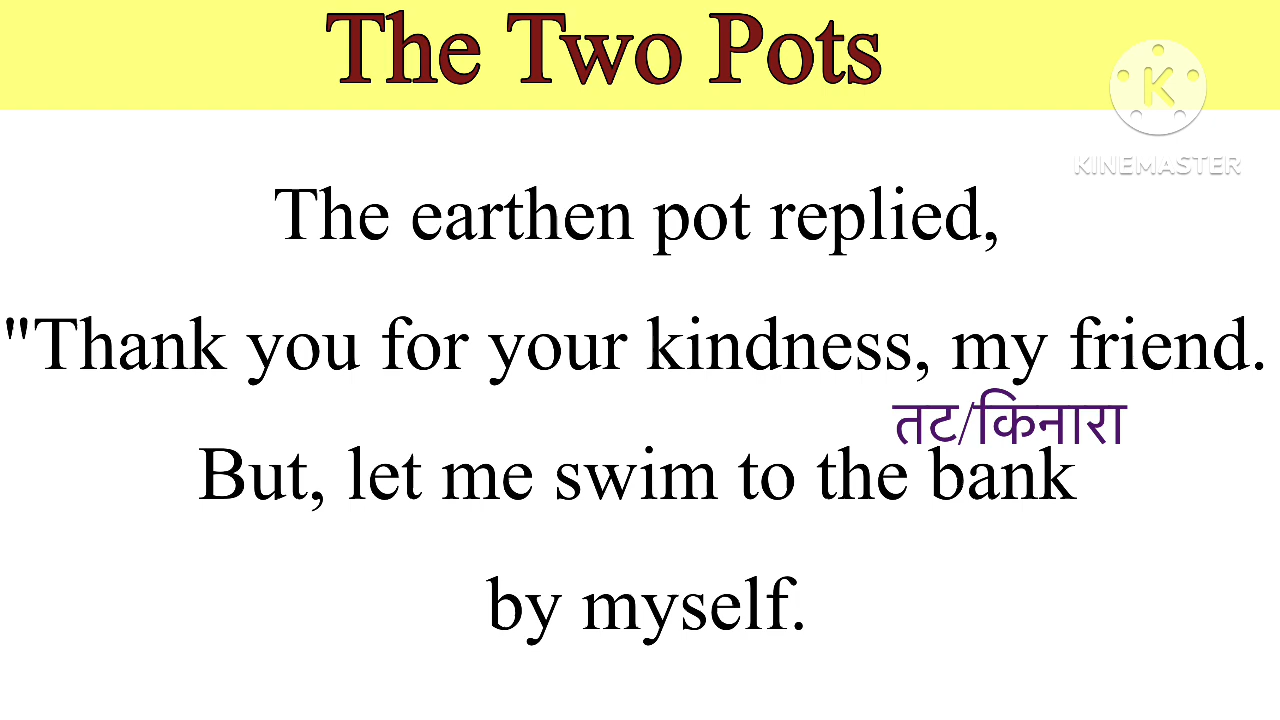 The Two Pots
K
KINEMASTER
The earthen pot replied,
"Thank you for your kindness, my friend.
तट/किनारा
But, let me swim to the bank
by myself.